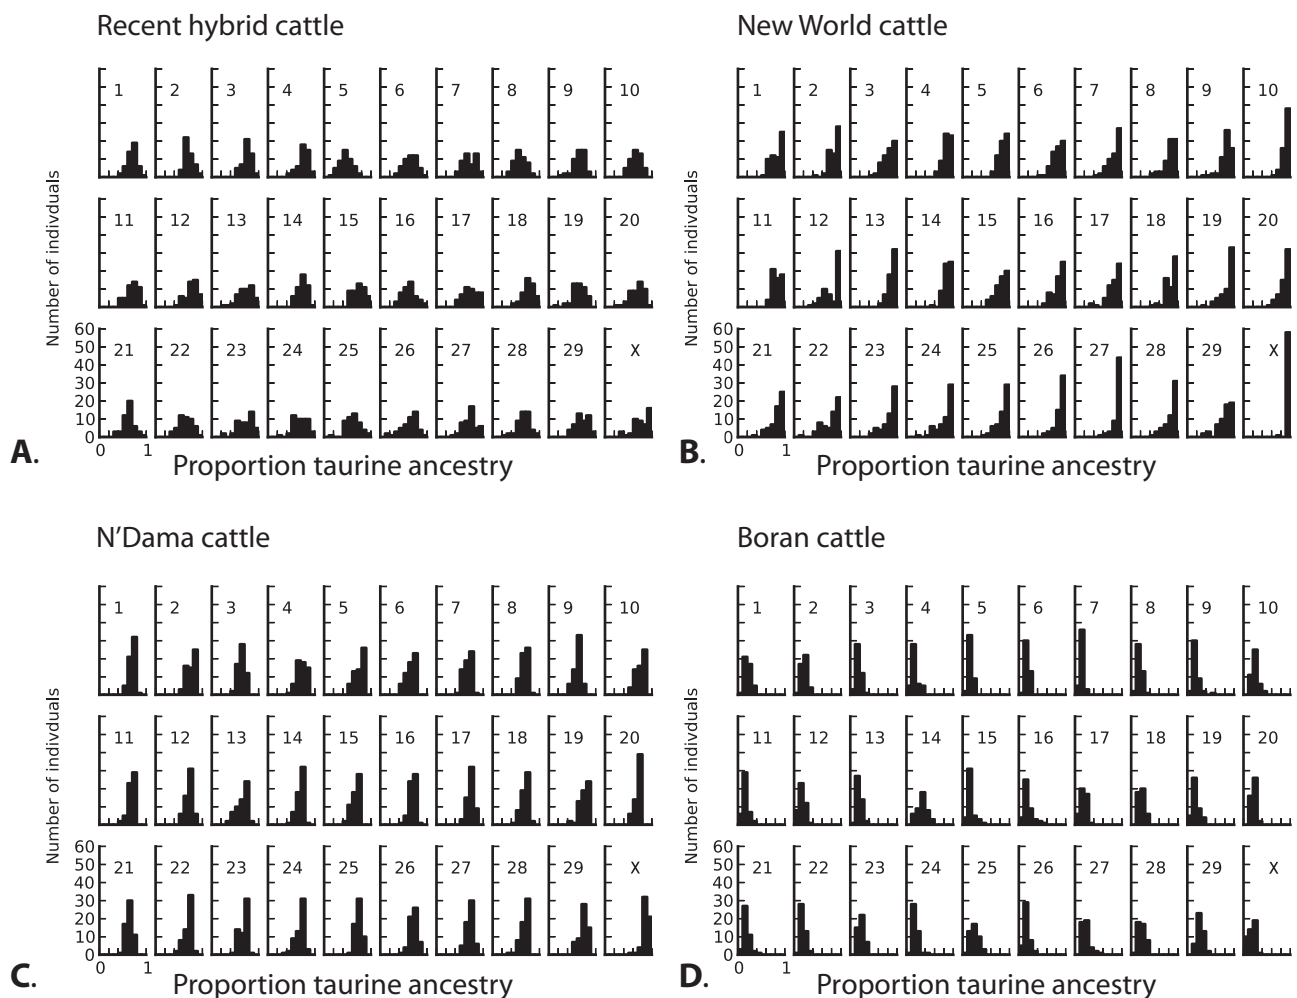 Recent hybrid cattle
1 2 3 4 5 6 7 8 9 10
11 12 13 14 15 16 17 18 19 20
21 22 23 24 25 26 27 28 29 X
60
50
40
30
20
10
0
0 1
Number of indivduals
A.
Proportion taurine ancestry
New World cattle
1 2 3 4 5 6 7 8 9 10
11 12 13 14 15 16 17 18 19 20
21 22 23 24 25 26 27 28 29 X
60
50
40
30
20
10
0
0 1
Number of indivduals
B.
Proportion taurine ancestry
N'Dama cattle
1 2 3 4 5 6 7 8 9 10
11 12 13 14 15 16 17 18 19 20
21 22 23 24 25 26 27 28 29 X
60
50
40
30
20
10
0
0 1
Number of indivduals
C.
Proportion taurine ancestry
Boran cattle
1 2 3 4 5 6 7 8 9 10
11 12 13 14 15 16 17 18 19 20
21 22 23 24 25 26 27 28 29 X
60
50
40
30
20
10
0
0 1
Number of indivduals
D.
Proportion taurine ancestry